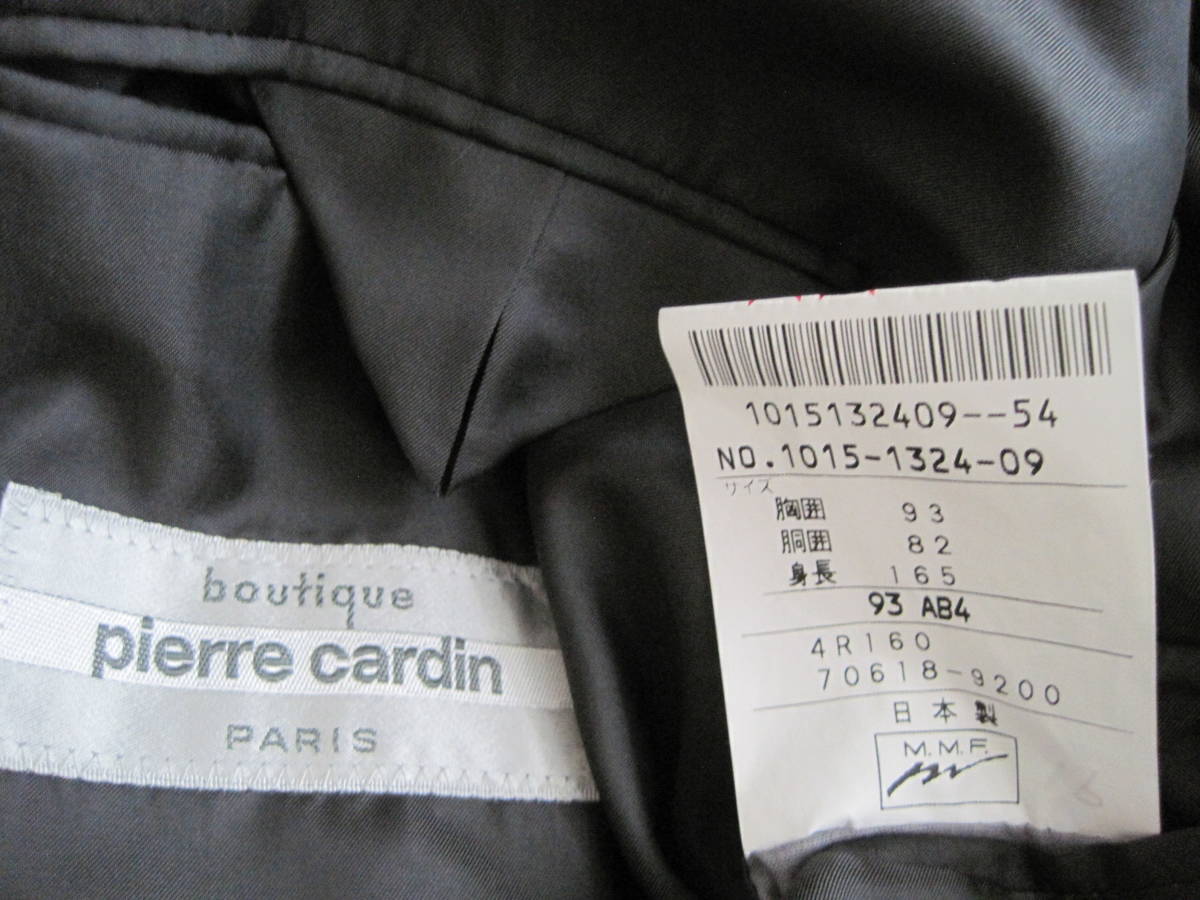 boutique
pierre cardin
PARIS
1015132409--54
NO.1015-1324-09
サイズ
胸囲 93
胴囲 82
身長 165
93 AB4
4R160
70618-9200
日本製
M.M.F.